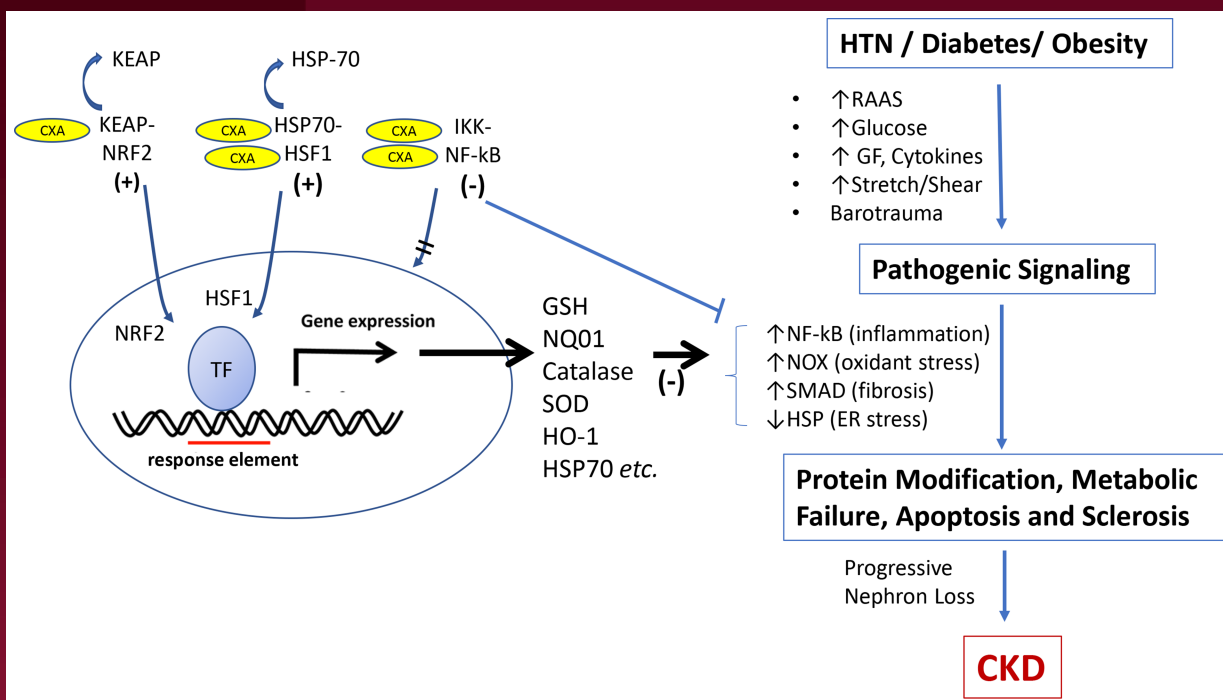 KEAP
CXA
KEAP-
NRF2
(+)
HSP-70
CXA
CXA
HSP70-
HSF1
(+)
CXA
CXA
IKK-
NF-kB
(-)
NRF2
HSF1
TF
Gene expression
response element
GSH
NQ01
Catalase
SOD
HO-1
HSP70 etc.
(-)
HTN / Diabetes/ Obesity
• ↑RAAS
• ↑Glucose
• ↑ GF, Cytokines
• ↑Stretch/Shear
• Barotrauma
Pathogenic Signaling
↑NF-kB (inflammation)
↑NOX (oxidant stress)
↑SMAD (fibrosis)
↓HSP (ER stress)
Protein Modification, Metabolic
Failure, Apoptosis and Sclerosis
Progressive
Nephron Loss
CKD